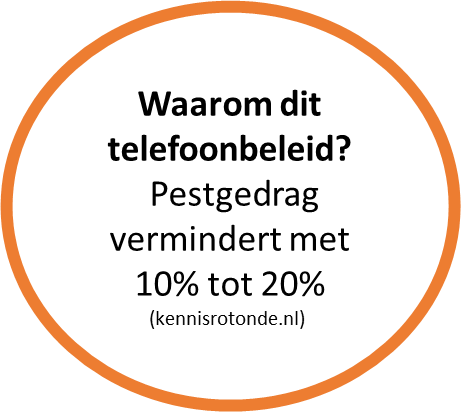 Waarom dit
telefoonbeleid?
Pestgedrag
vermindert met
10% tot 20%
(kennisrotonde.nl)